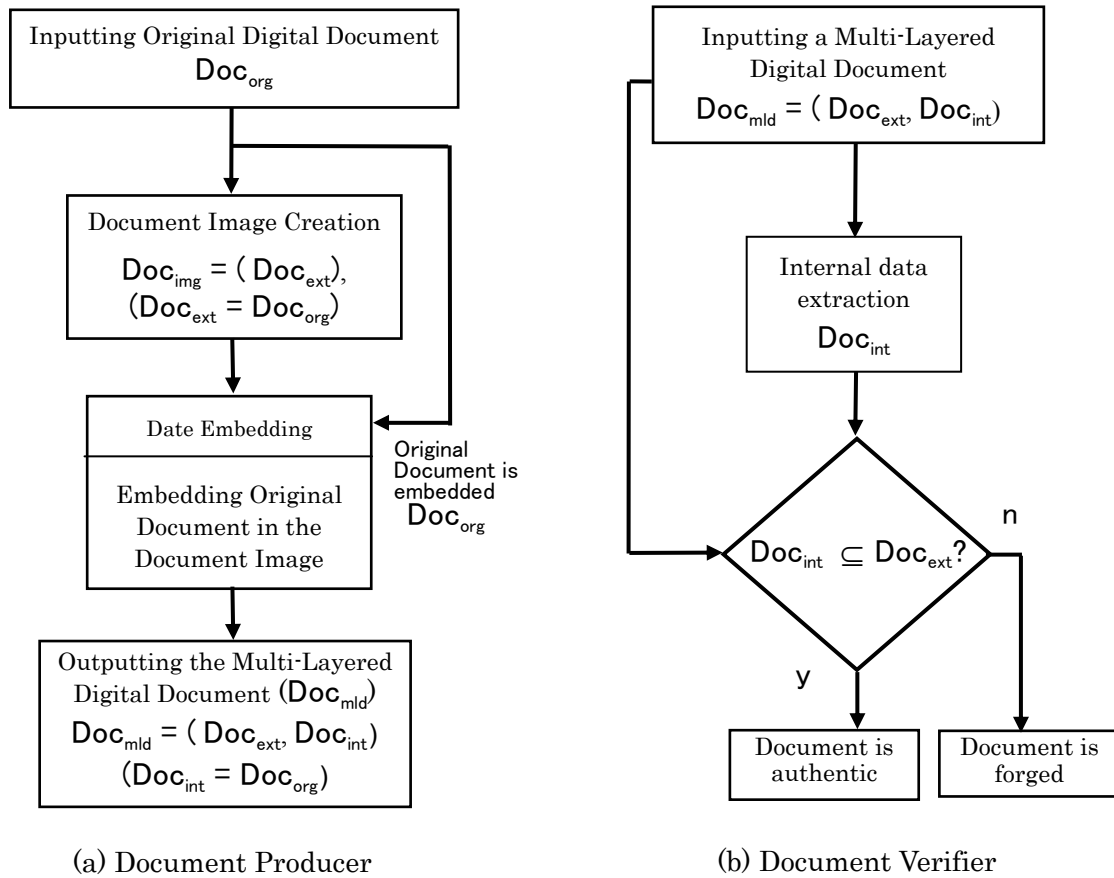 Inputting Original Digital Document
Doc_org
Document Image Creation
Doc_img = ( Doc_ext),
(Doc_ext = Doc_org)
Date Embedding
Original
Document is
embedded
Doc_org
Embedding Original
Document in the
Document Image
Outputting the Multi-Layered
Digital Document (Doc_mld)
Doc_mld = ( Doc_ext, Doc_int)
(Doc_int = Doc_org)
(a) Document Producer
Inputting a Multi-Layered
Digital Document
Doc_mld = ( Doc_ext, Doc_int)
Internal data
extraction
Doc_int
Doc_int ⊆ Doc_ext?
n
y
Document is
authentic
Document is
forged
(b) Document Verifier